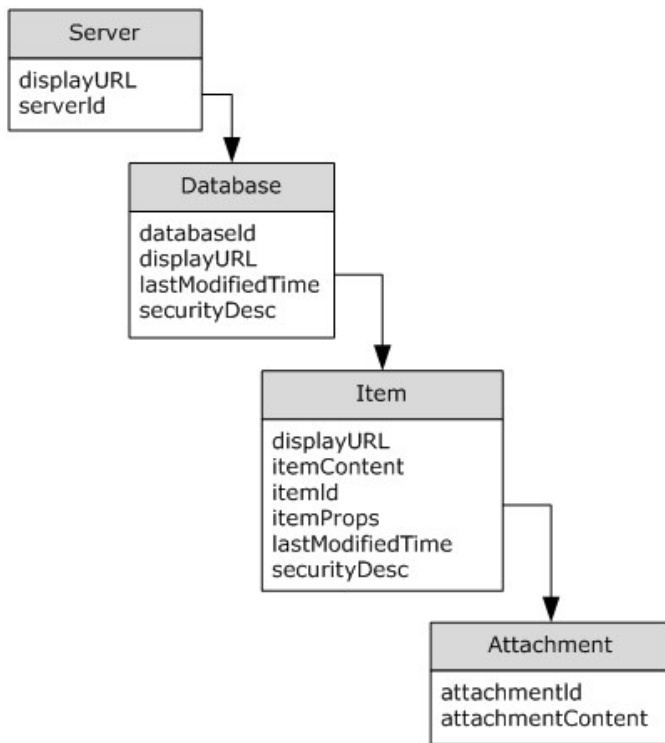 Server
displayURL
serverId
Database
databaseId
displayURL
lastModifiedTime
securityDesc
Item
displayURL
itemContent
itemId
itemProps
lastModifiedTime
securityDesc
Attachment
attachmentId
attachmentContent